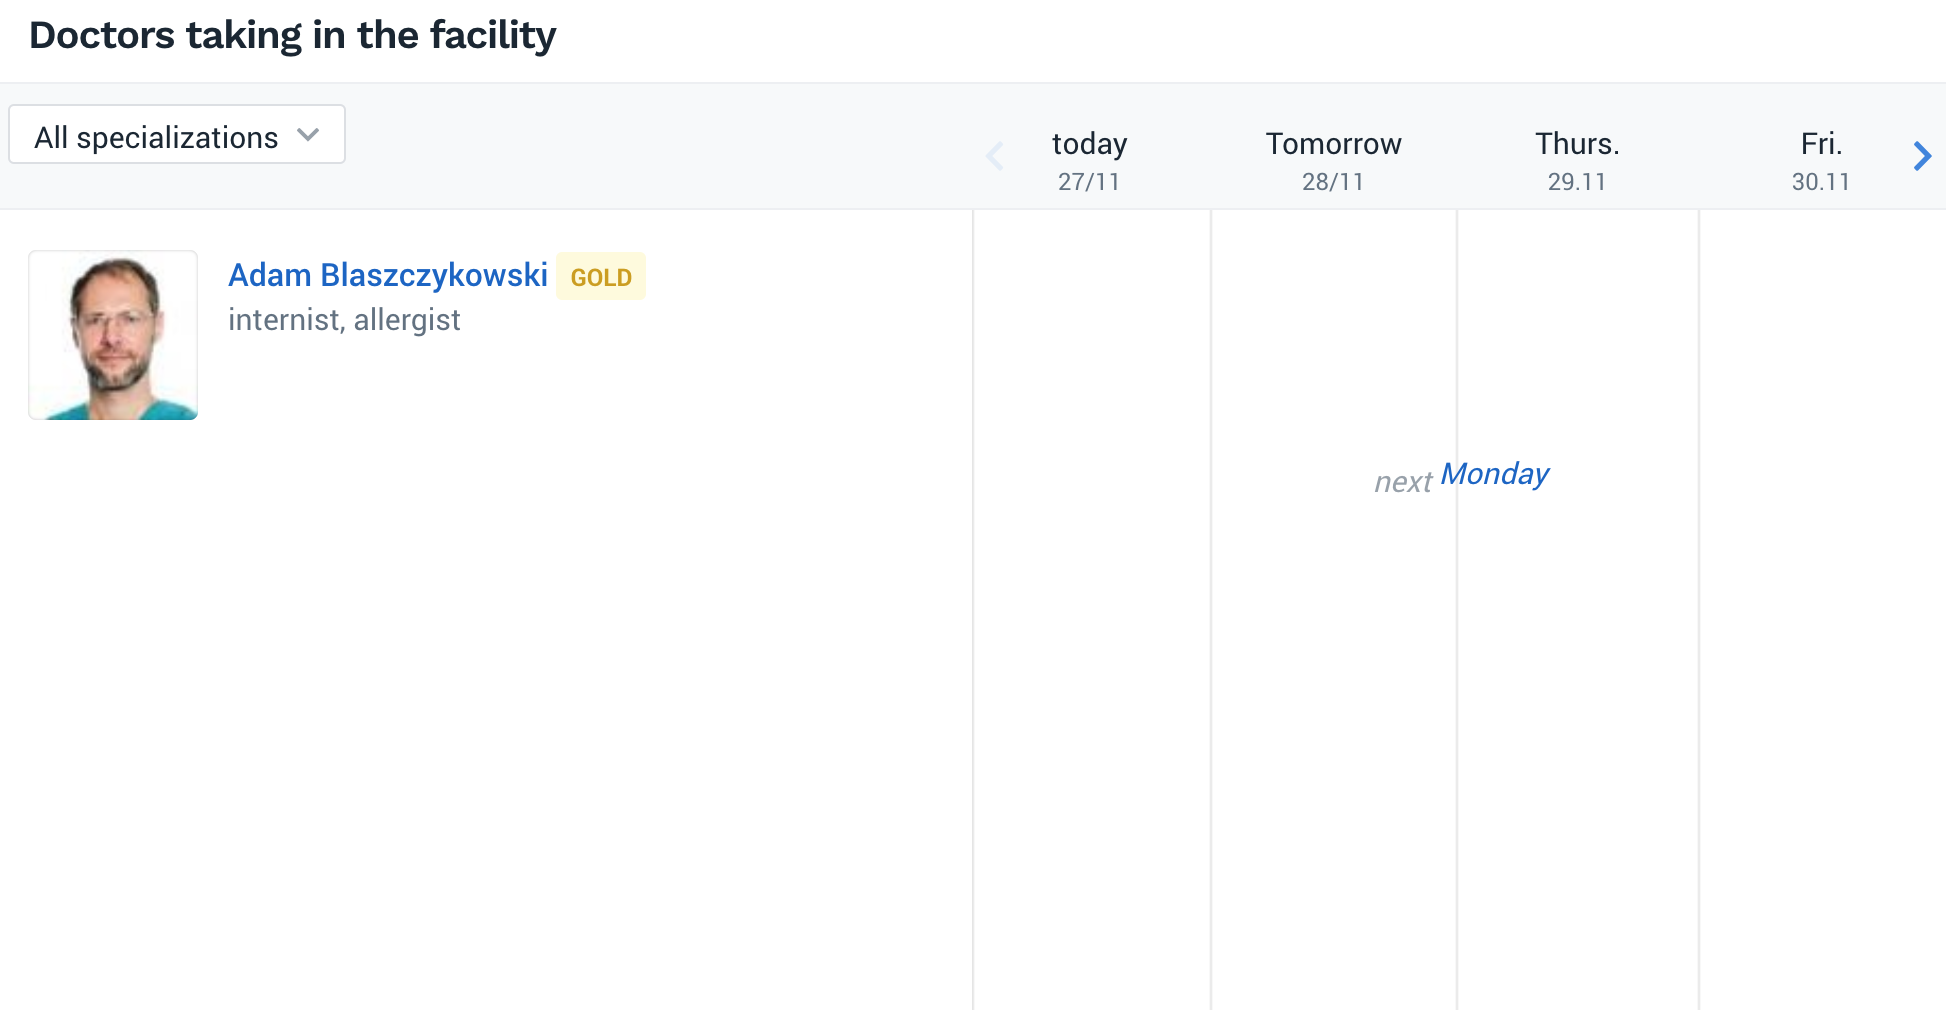 Doctors taking in the facility
All specializations
today
27/11
Tomorrow
28/11
Thurs.
29.11
Fri.
30.11
Adam Blaszczykowski GOLD
internist, allergist
next Monday